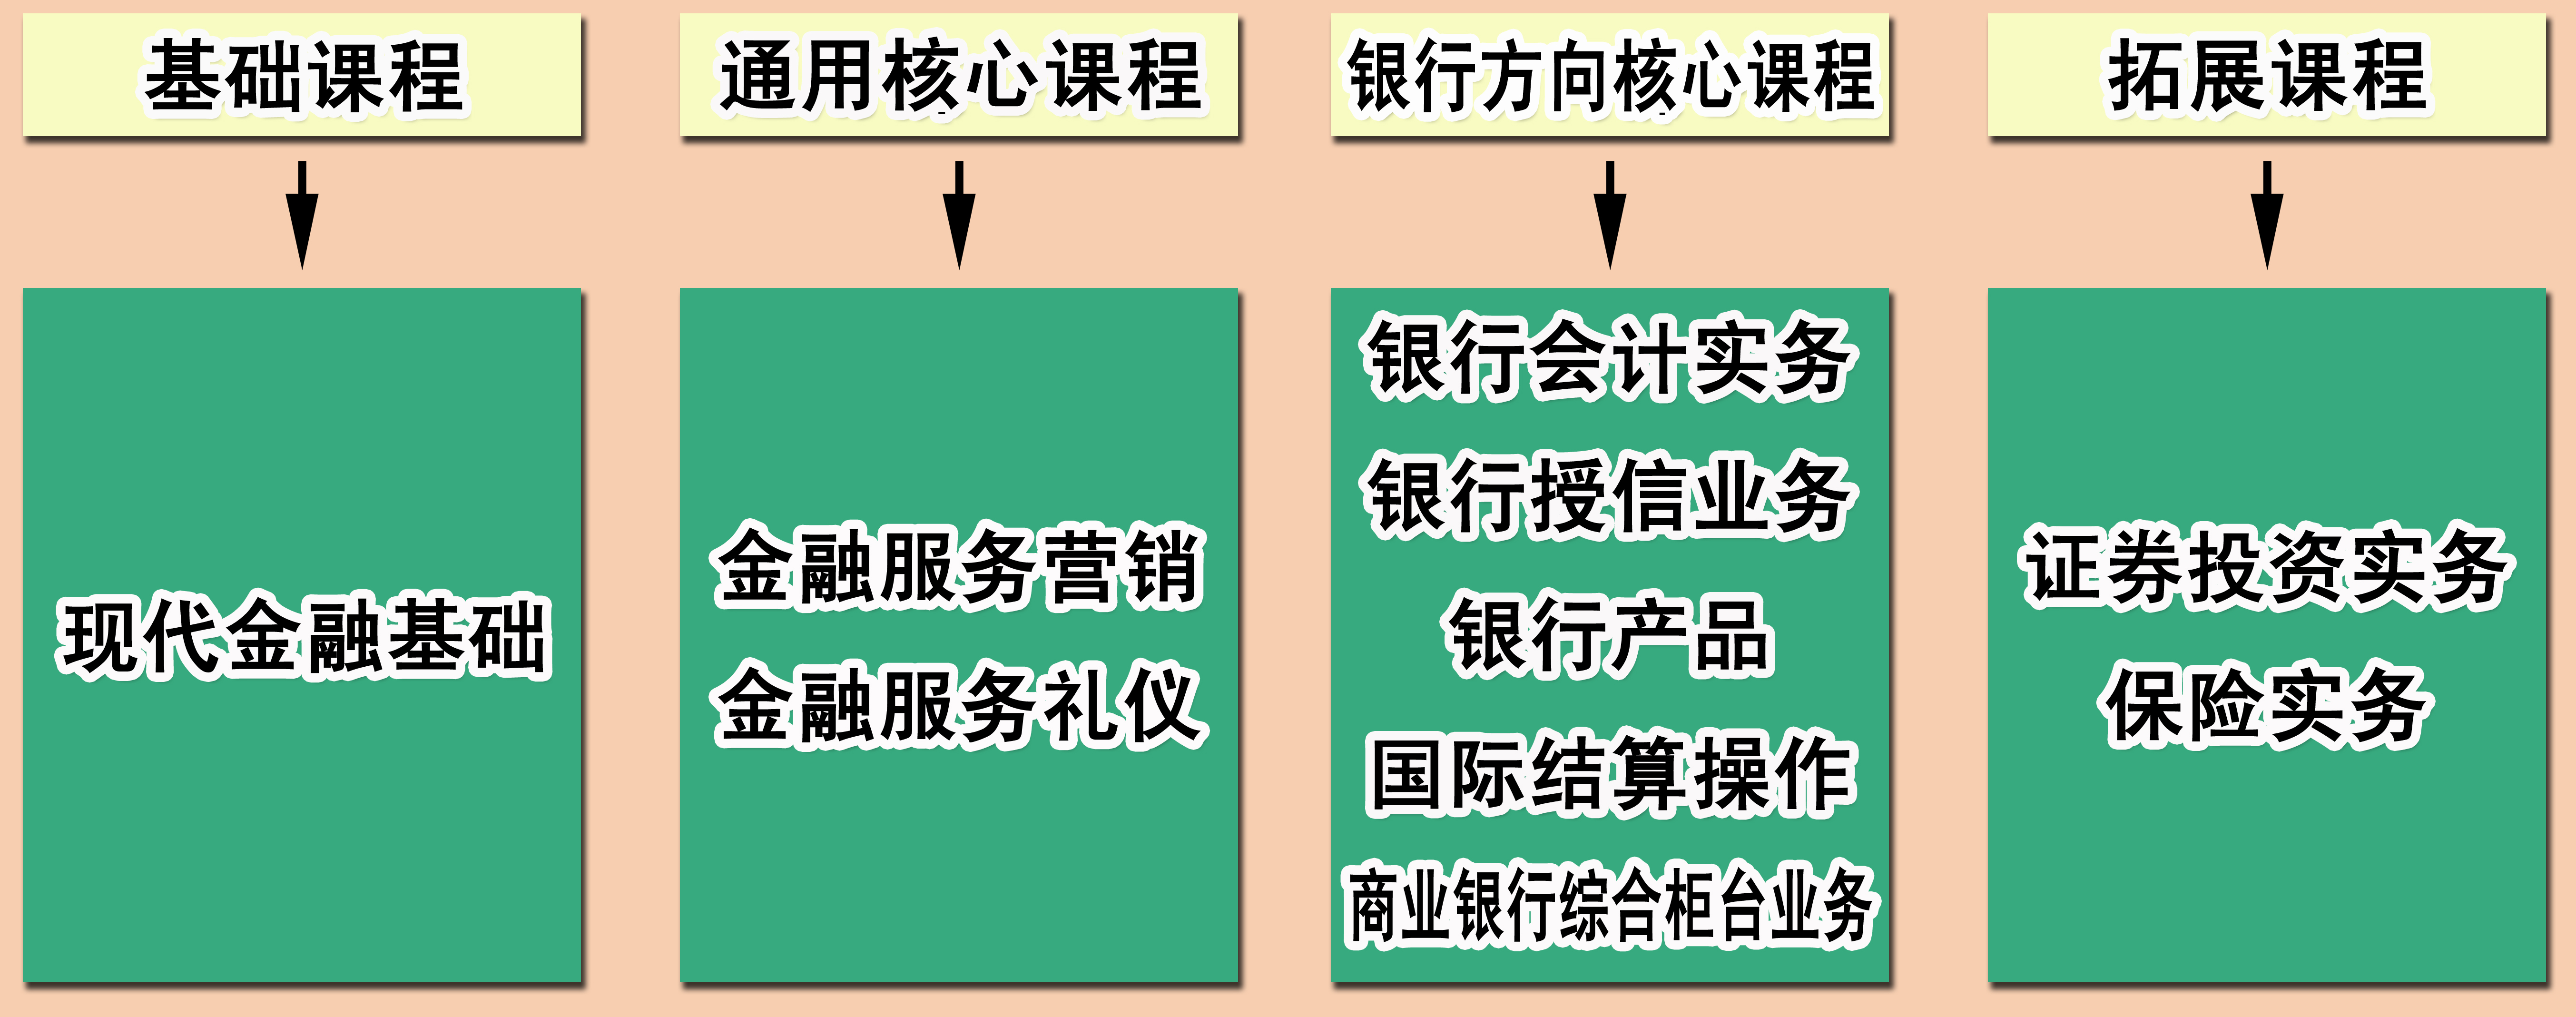 基础课程
通用核心课程
银行方向核心课程
拓展课程
现代金融基础
金融服务营销
金融服务礼仪
银行会计实务
银行授信业务
银行产品
国际结算操作
商业银行综合柜台业务
证券投资实务
保险实务